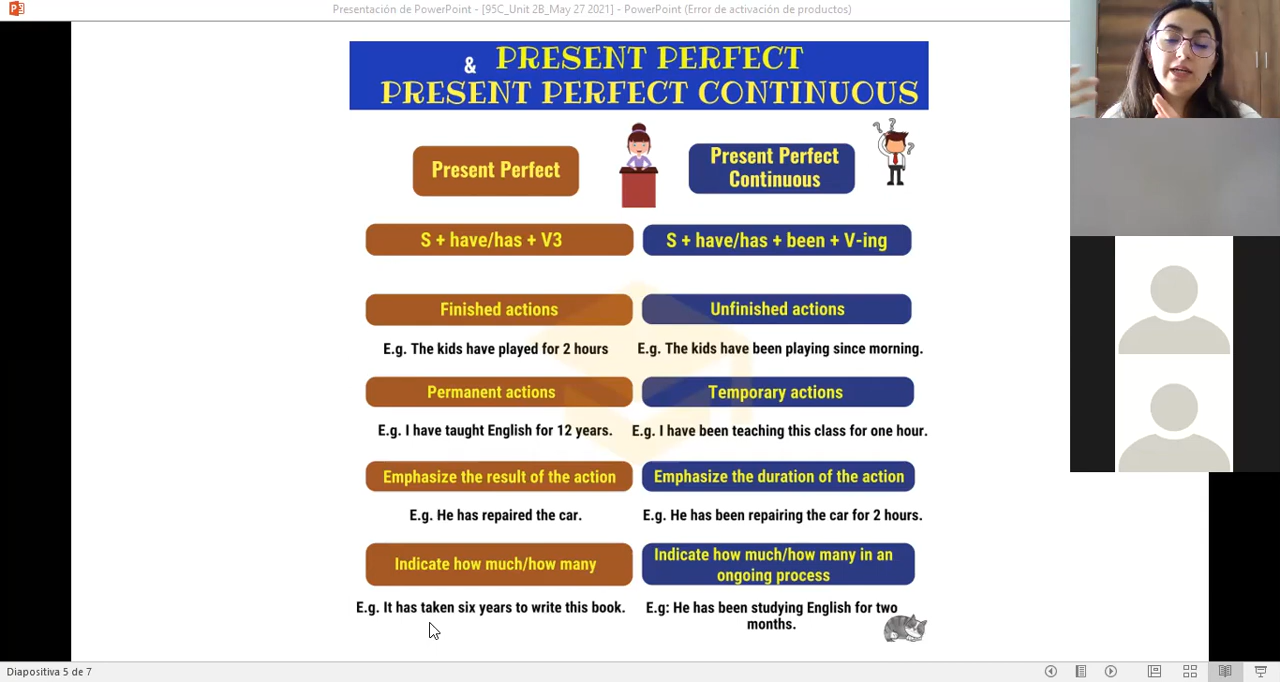 Presentación de PowerPoint - [95C_Unit 2B_May 27 2021] - PowerPoint (Error de activación de productos)
& PRESENT PERFECT
PRESENT PERFECT CONTINUOUS
Present Perfect
Present Perfect
Continuous
S + have/has + V3
S + have/has + been + V-ing
Finished actions
Unfinished actions
E.g. The kids have played for 2 hours
E.g. The kids have been playing since morning.
Permanent actions
Temporary actions
E.g. I have taught English for 12 years.
E.g. I have been teaching this class for one hour.
Emphasize the result of the action
Emphasize the duration of the action
E.g. He has repaired the car.
E.g. He has been repairing the car for 2 hours.
Indicate how much/how many
Indicate how much/how many in an
ongoing process
E.g. It has taken six years to write this book.
E.g: He has been studying English for two
months.
Diapositiva 5 de 7